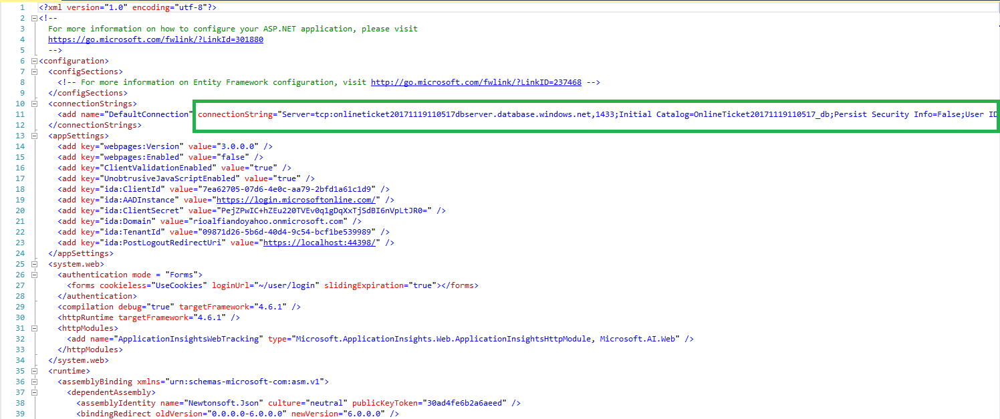 1 <?xml version="1.0" encoding="utf-8"?>
2 <!--
3 For more information on how to configure your ASP.NET application, please visit
4 https://go.microsoft.com/fwlink/?LinkId=301880
5 -->
6 <configuration>
7 <configSections>
8 <!-- For more information on Entity Framework configuration, visit http://go.microsoft.com/fwlink/?LinkID=237468 -->
9 </configSections>
10 <connectionStrings>
11 <add name="DefaultConnection" connectionString="Server=tcp:onlineticket20171119110517dbserver.database.windows.net,1433;Initial Catalog=OnlineTicket20171119110517_db;Persist Security Info=False;User ID
12 </connectionStrings>
13 <appSettings>
14 <add key="webpages:Version" value="3.0.0.0" />
15 <add key="webpages:Enabled" value="false" />
16 <add key="ClientValidationEnabled" value="true" />
17 <add key="UnobtrusiveJavaScriptEnabled" value="true" />
18 <add key="ida:ClientId" value="7ea62705-07d6-4e0c-aa79-2bfd1a61c1d9" />
19 <add key="ida:AADInstance" value="https://login.microsoftonline.com/" />
20 <add key="ida:ClientSecret" value="PejZPwIC+hZEu220TVEv0q1gDqXxTjSdBI6nVpLtJR0=" />
21 <add key="ida:Domain" value="rioalfiandoyahoo.onmicrosoft.com" />
22 <add key="ida:TenantId" value="09871d26-5b6d-40d4-9c54-bcf1be539989" />
23 <add key="ida:PostLogoutRedirectUri" value="https://localhost:44398/" />
24 </appSettings>
25 <system.web>
26 <authentication mode = "Forms">
27 <forms cookieless="UseCookies" loginUrl="~/user/login" slidingExpiration="true"></forms>
28 </authentication>
29 <compilation debug="true" targetFramework="4.6.1" />
30 <httpRuntime targetFramework="4.6.1" />
31 <httpModules>
32 <add name="ApplicationInsightsWebTracking" type="Microsoft.ApplicationInsights.Web.ApplicationInsightsHttpModule, Microsoft.AI.Web" />
33 </httpModules>
34 </system.web>
35 <runtime>
36 <assemblyBinding xmlns="urn:schemas-microsoft-com:asm.v1">
37 <dependentAssembly>
38 <assemblyIdentity name="Newtonsoft.Json" culture="neutral" publicKeyToken="30ad4fe6b2a6aeed" />
39 <bindingRedirect oldVersion="0.0.0.0-6.0.0.0" newVersion="6.0.0.0" />